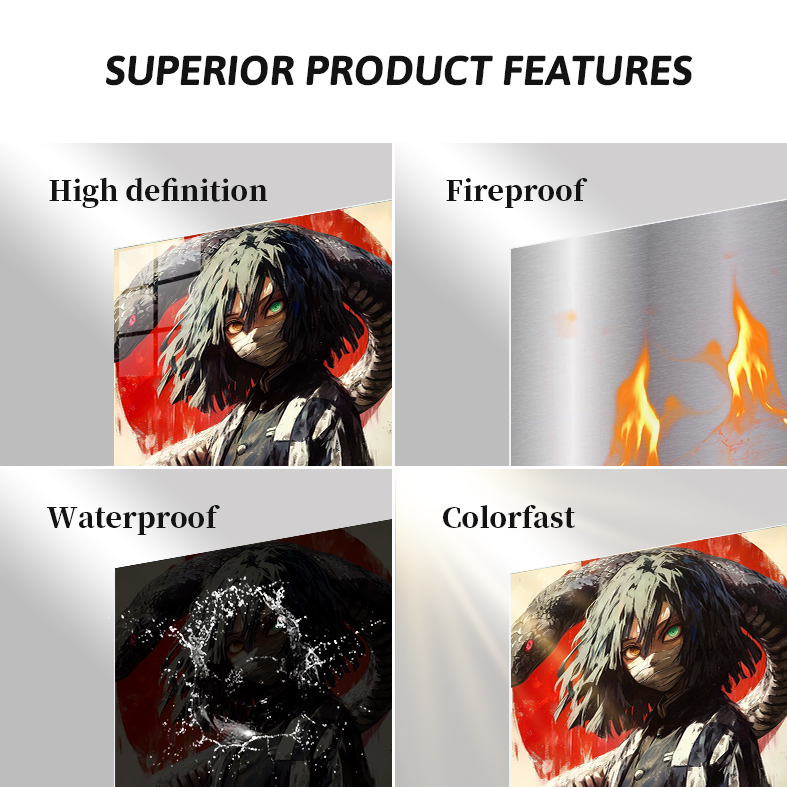 SUPERIOR PRODUCT FEATURES
High definition
Fireproof
Waterproof
Colorfast